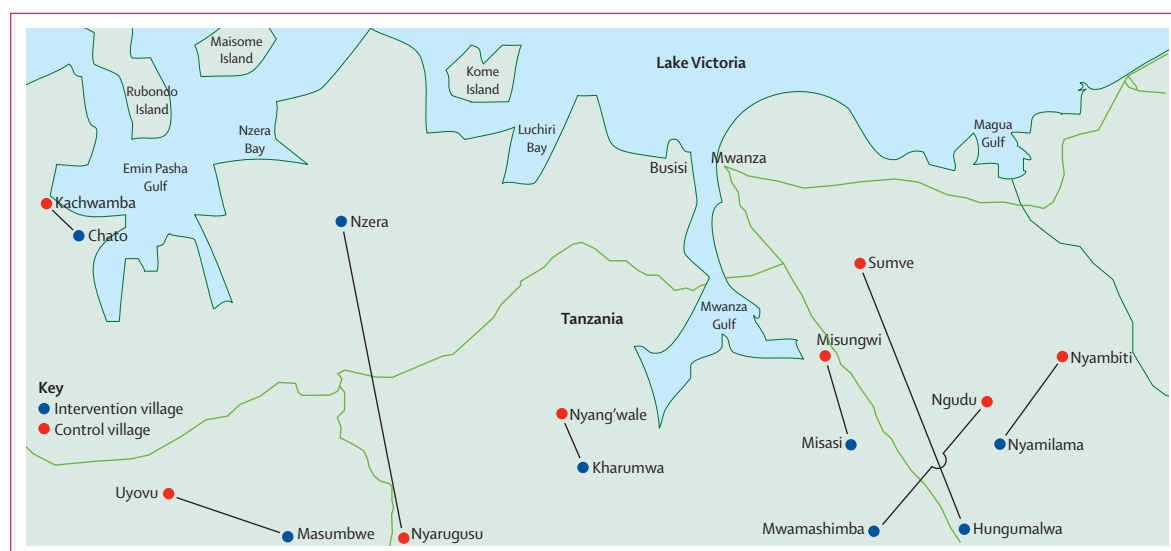 Maisome
Island
Lake Victoria
Kome
Island
Rubondo
Island
Nzera
Bay
Luchiri
Bay
Magua
Gulf
Emin Pasha
Gulf
Busisi
Mwanza
Kachwamba
Chato
Nzera
Sumve
Mwanza
Gulf
Tanzania
Misungwi
Nyambiti
Key
Intervention village
Control village
Ngudu
Nyang'wale
Misasi
Nyamilama
Kharumwa
Uyovu
Masumbwe
Nyarugusu
Mwamashimba
Hungumalwa